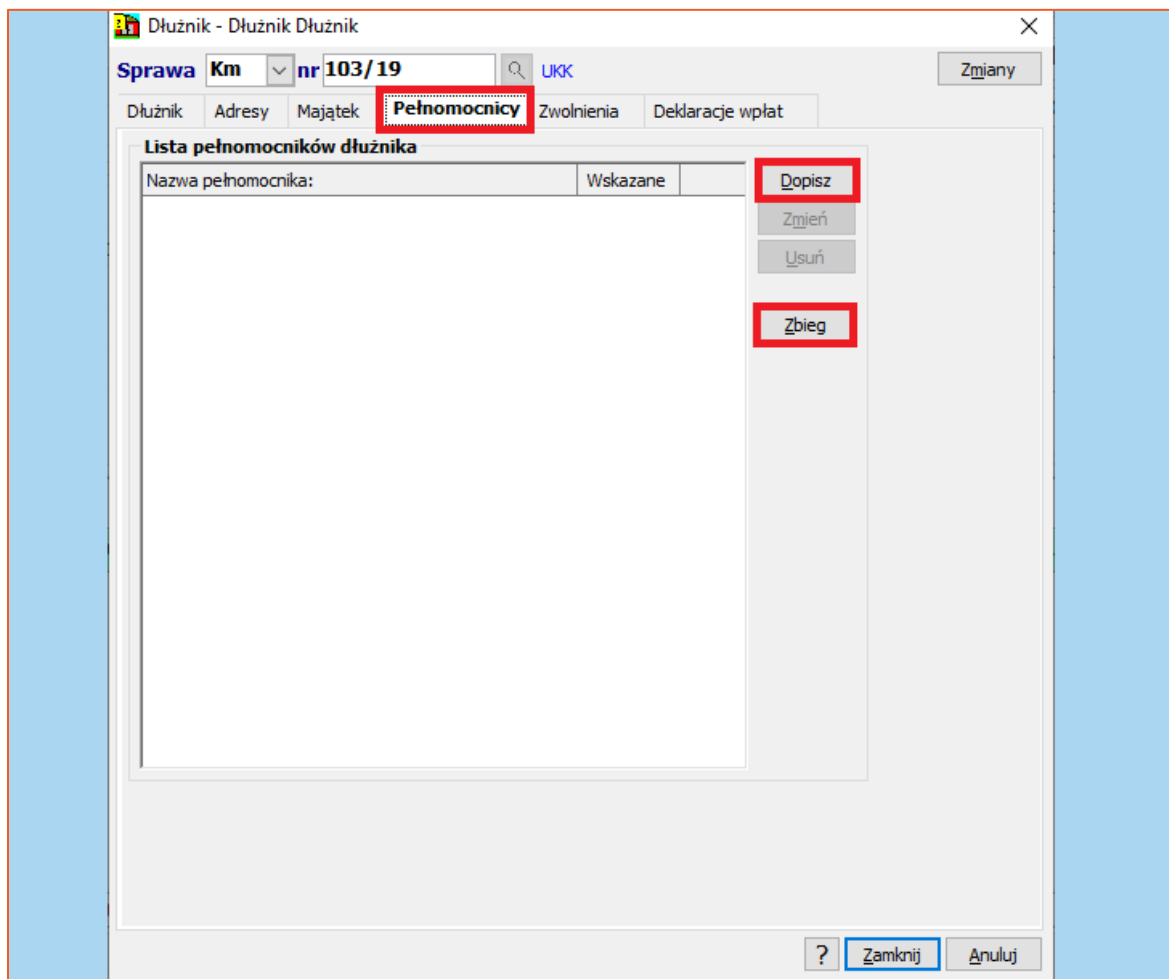 Dłużnik - Dłużnik Dłużnik
Sprawa Km nr 103/19 UKK Zmiany
Dłużnik Adresy Majątek Pełnomocnicy Zwolnienia Deklaracje wpłat
Lista pełnomocników dłużnika
Nazwa pełnomocnika: Wskazane Dopisz
Zmień
Usuń
Zbieg
? Zamknij Anuluj